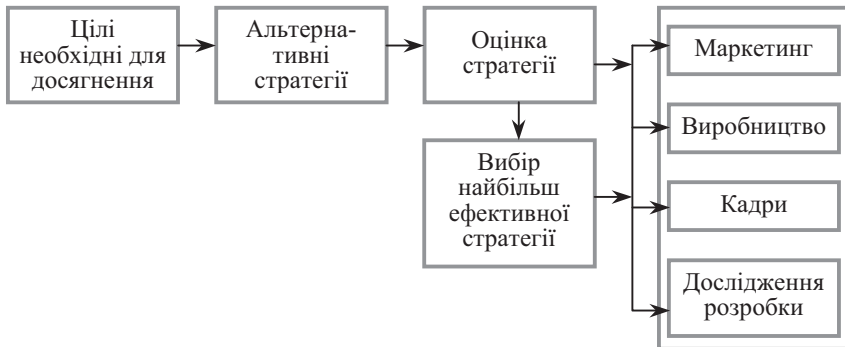 Цілі
необхідні для
досягнення
Альтерна-
тивні
стратегії
Оцінка
стратегії
Вибір
найбільш
ефективної
стратегії
Маркетинг
Виробництво
Кадри
Дослідження
розробки